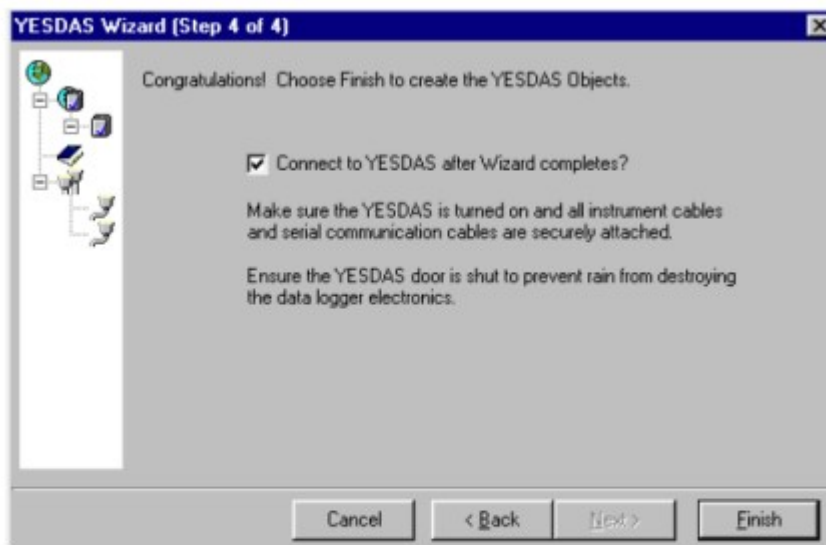 YESDAS Wizard (Step 4 of 4)
Congratulations! Choose Finish to create the YESDAS Objects.
Connect to YESDAS after Wizard completes?
Make sure the YESDAS is turned on and all instrument cables
and serial communication cables are securely attached.
Ensure the YESDAS door is shut to prevent rain from destroying
the data logger electronics.
Cancel < Back Next > Finish